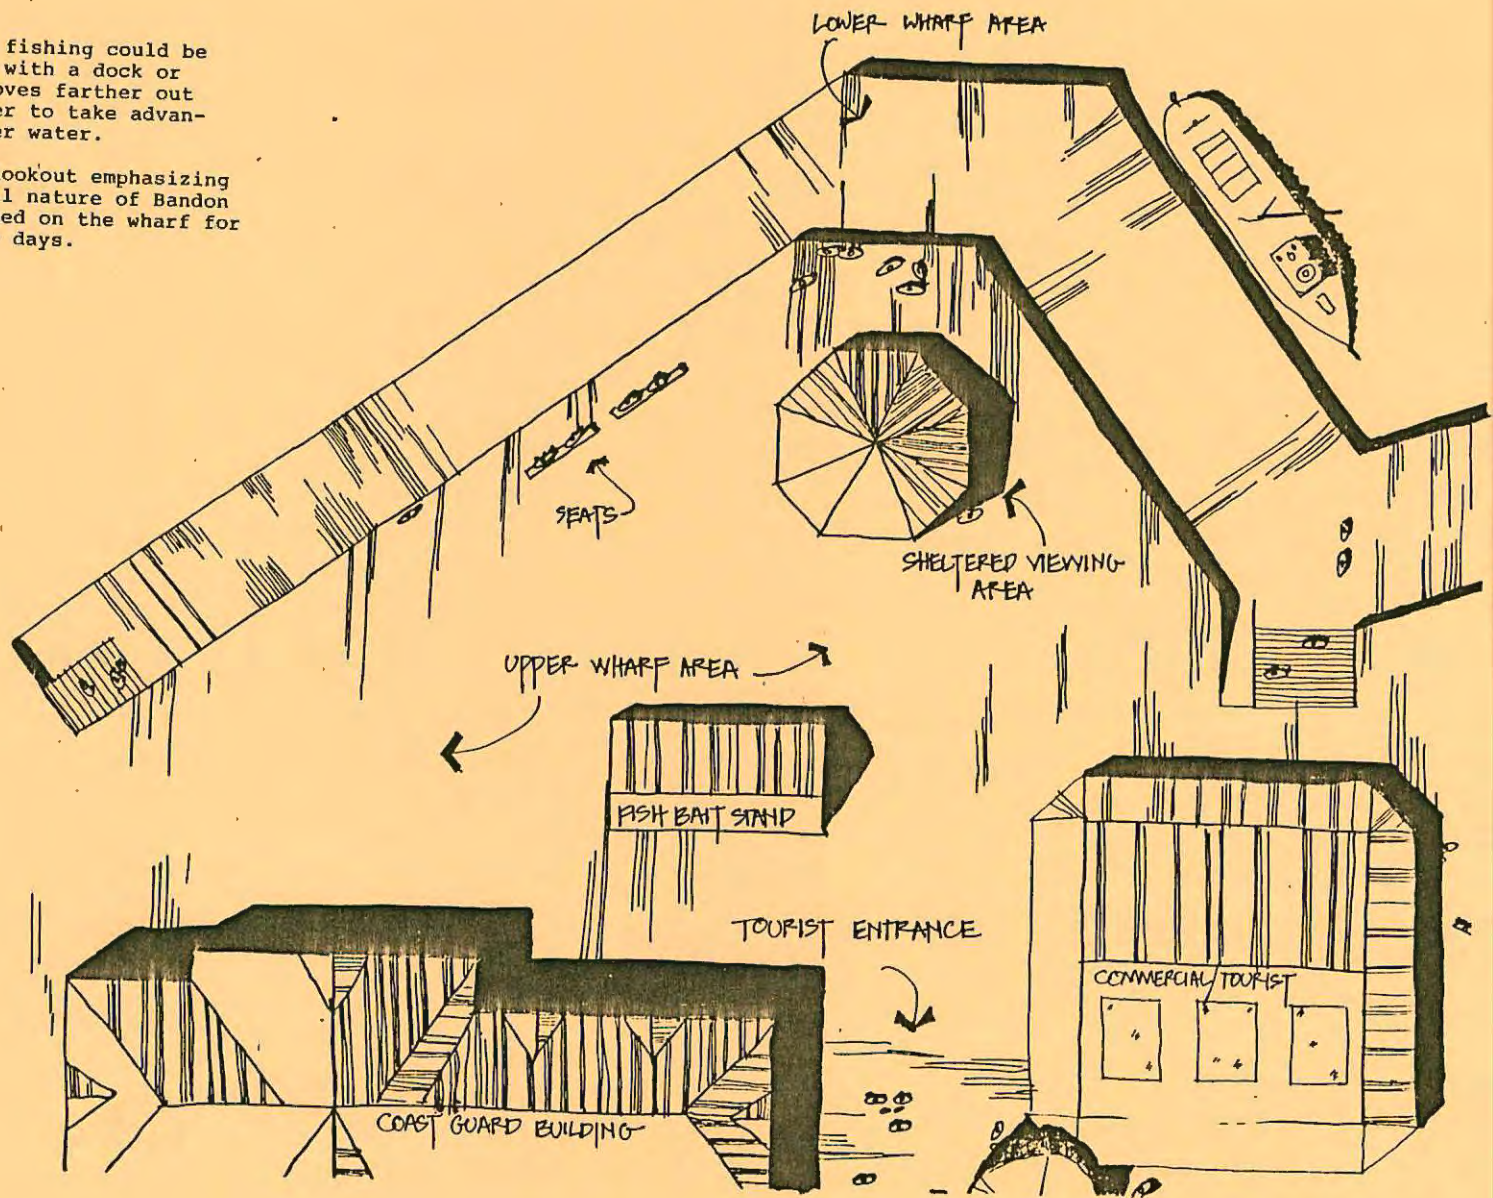 fishing could be
with a dock or
oves farther out
er to take advan-
er water.
ookout emphasizing
l nature of Bandon
ed on the wharf for
days.
LOWER WHARF AREA
SEATS
SHELTERED VIEWING
AREA
UPPER WHARF AREA
FISH BAIT STAND
TOURIST ENTRANCE
COMMERCIAL/TOURIST
COAST GUARD BUILDING